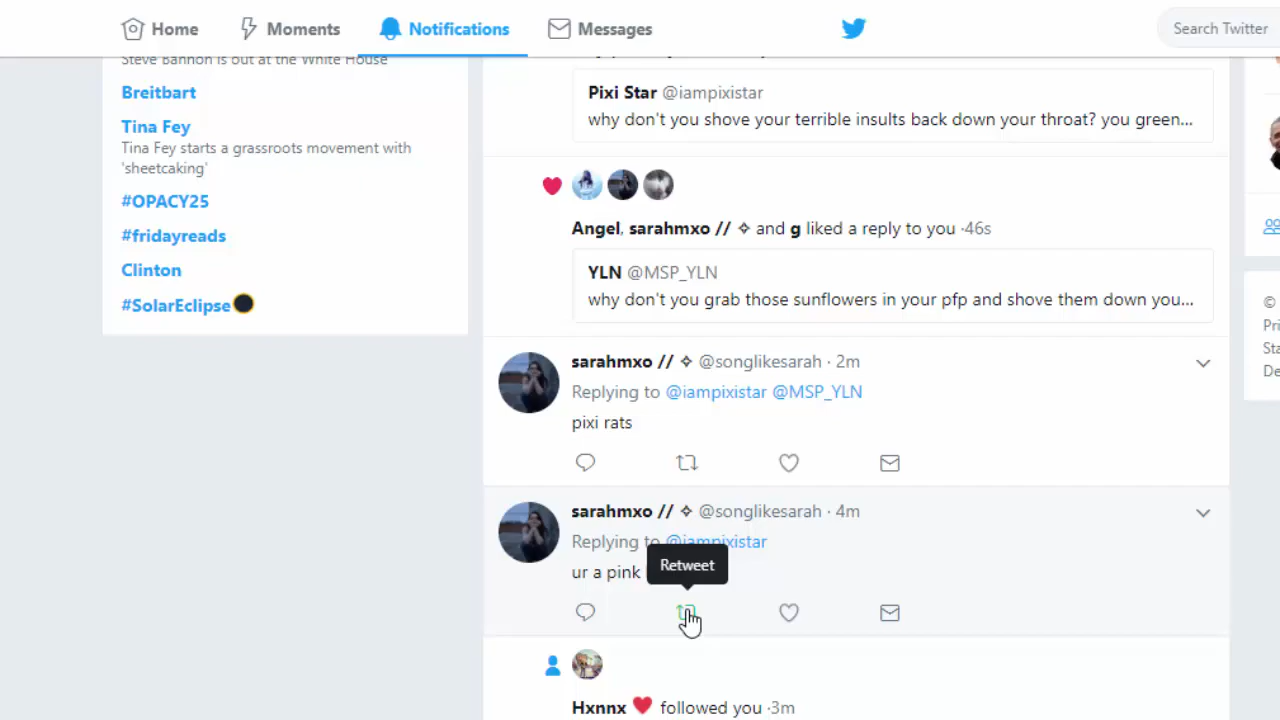 Home
Moments
Notifications
Messages
Search Twitter
Steve Bannon is out at the White House
Breitbart
Tina Fey
Tina Fey starts a grassroots movement with
'sheetcaking'
#OPACY25
#fridayreads
Clinton
#SolarEclipse
Pixi Star @iampixistar
why don't you shove your terrible insults back down your throat? you green...
Angel, sarahmxo // ✧ and g liked a reply to you ·46s
YLN @MSP_YLN
why don't you grab those sunflowers in your pfp and shove them down you...
sarahmxo // ✧ @songlikesarah · 2m
Replying to @iampixistar @MSP_YLN
pixi rats
sarahmxo // ✧ @songlikesarah · 4m
Replying to @iampixistar
ur a pink
Retweet
Hxnnx ❤ followed you ·3m
©
Pri
Sta
De